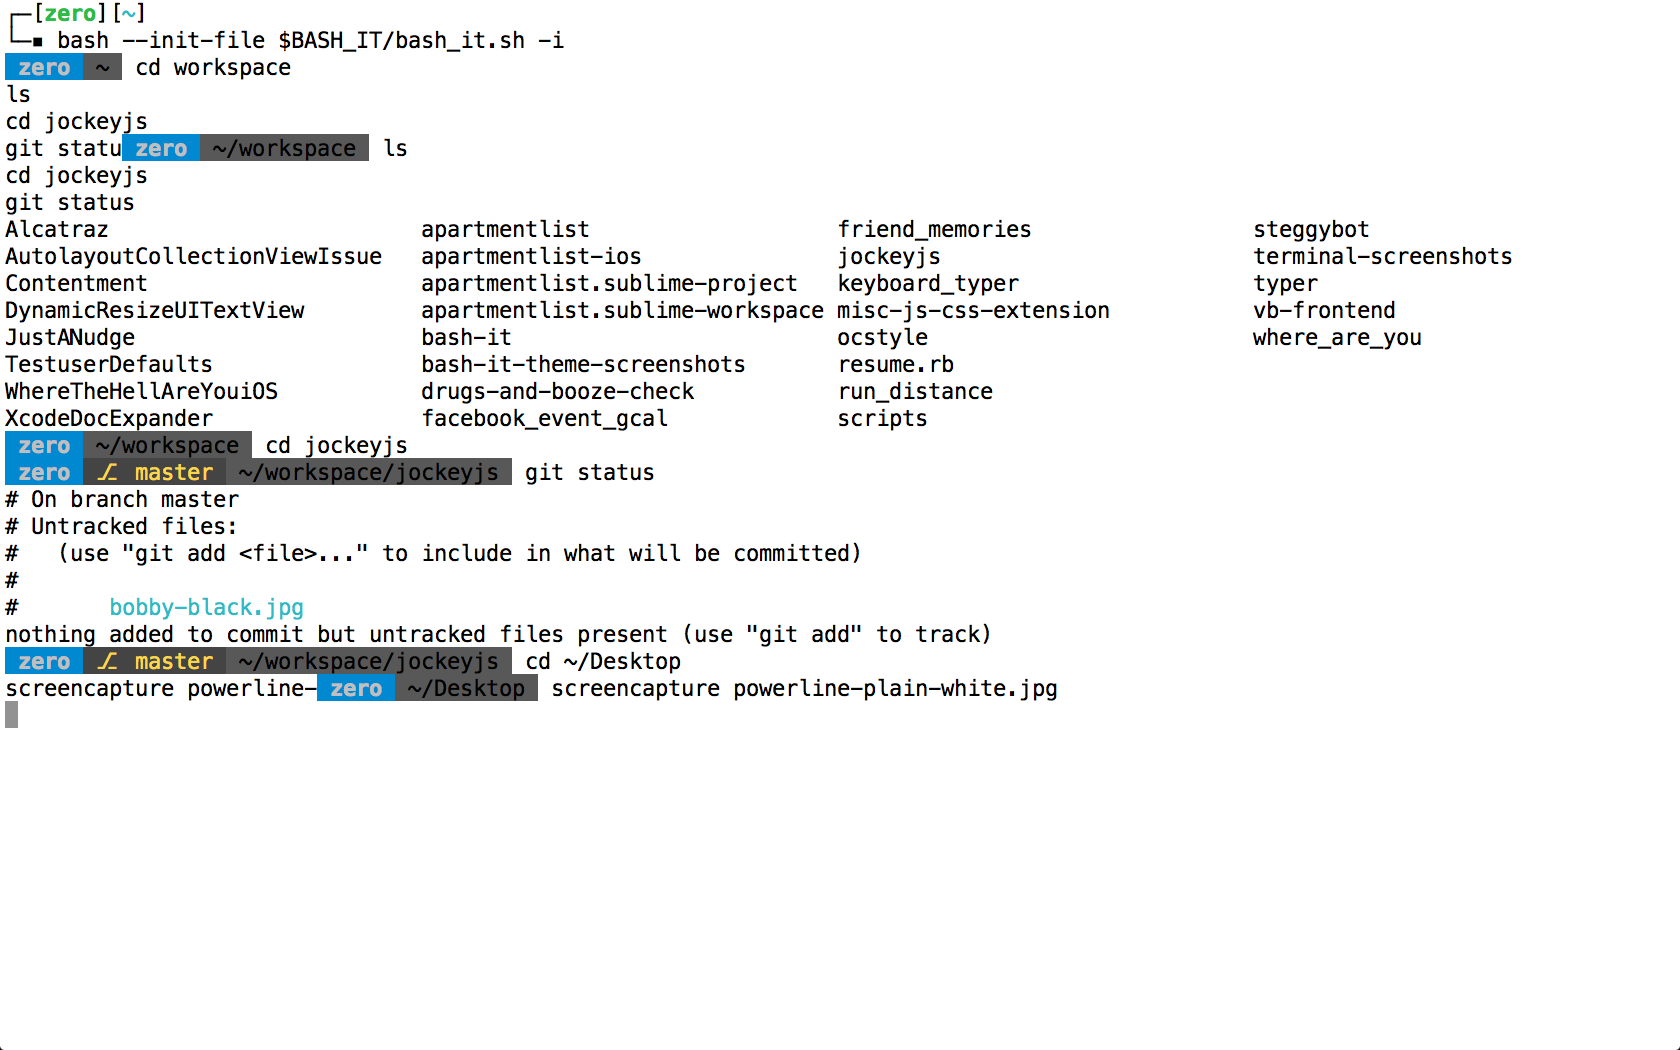 ┌─[zero][~]
└─▪ bash --init-file $BASH_IT/bash_it.sh -i
 zero  ~  cd workspace
ls
cd jockeyjs
git statu zero  ~/workspace  ls
cd jockeyjs
git status
Alcatraz                        apartmentlist                   friend_memories                 steggybot
AutolayoutCollectionViewIssue   apartmentlist-ios               jockeyjs                        terminal-screenshots
Contentment                     apartmentlist.sublime-project   keyboard_typer                  typer
DynamicResizeUITextView         apartmentlist.sublime-workspace misc-js-css-extension           vb-frontend
JustANudge                      bash-it                         ocstyle                         where_are_you
TestuserDefaults                bash-it-theme-screenshots       resume.rb
WhereTheHellAreYouiOS           drugs-and-booze-check           run_distance
XcodeDocExpander                facebook_event_gcal             scripts
 zero  ~/workspace  cd jockeyjs
 zero  ⎇ master  ~/workspace/jockeyjs  git status
# On branch master
# Untracked files:
#   (use "git add <file>..." to include in what will be committed)
#
#       bobby-black.jpg
nothing added to commit but untracked files present (use "git add" to track)
 zero  ⎇ master  ~/workspace/jockeyjs  cd ~/Desktop
screencapture powerline- zero  ~/Desktop  screencapture powerline-plain-white.jpg